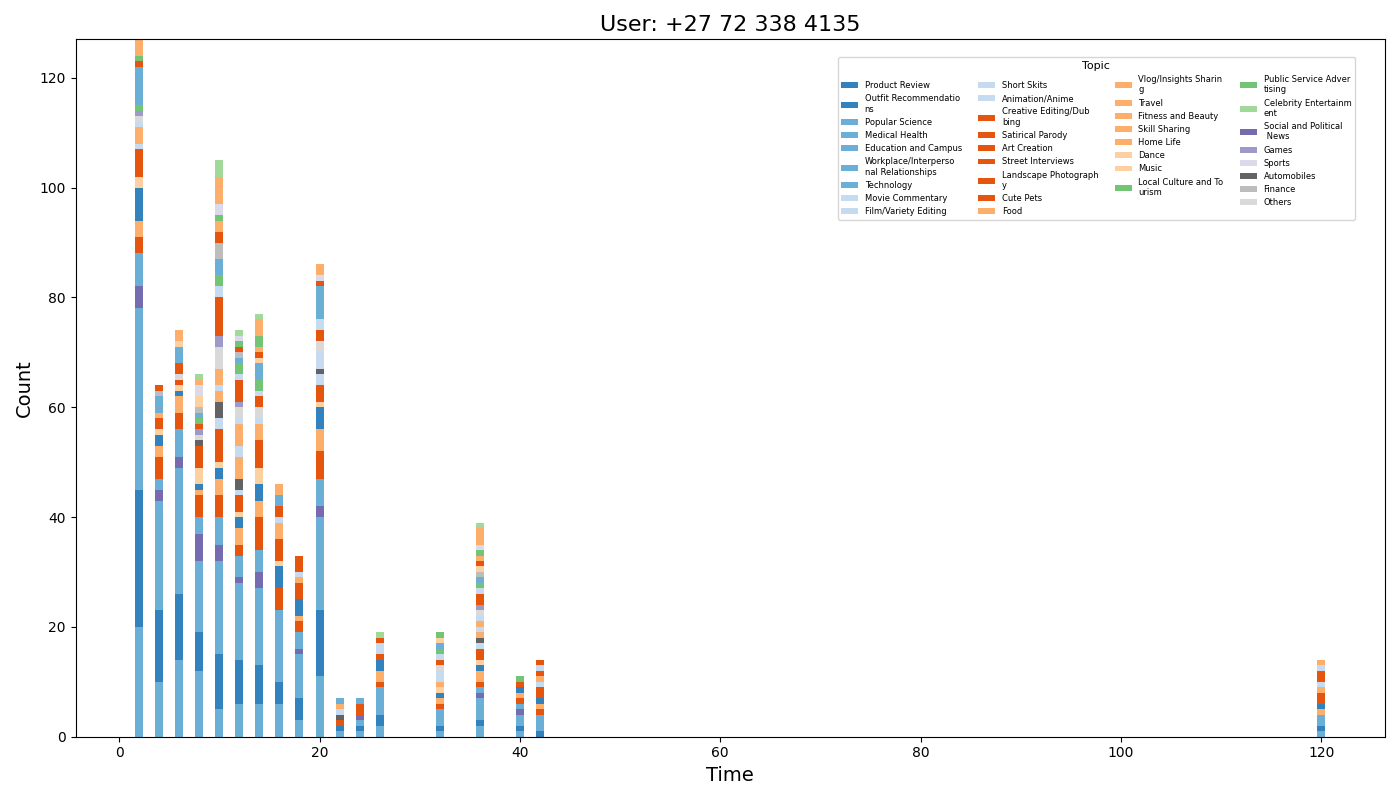 User: +27 72 338 4135
Topic
Product Review
Outfit Recommendatio
ns
Popular Science
Medical Health
Education and Campus
Workplace/Interperso
nal Relationships
Technology
Movie Commentary
Film/Variety Editing
Short Skits
Animation/Anime
Creative Editing/Dub
bing
Satirical Parody
Art Creation
Street Interviews
Landscape Photograph
y
Cute Pets
Food
Vlog/Insights Sharin
g
Travel
Fitness and Beauty
Skill Sharing
Home Life
Dance
Music
Local Culture and To
urism
Public Service Adver
tising
Celebrity Entertainm
ent
Social and Political
News
Games
Sports
Automobiles
Finance
Others
Count
120
100
80
60
40
20
0
0 20 40 60 80 100 120
Time